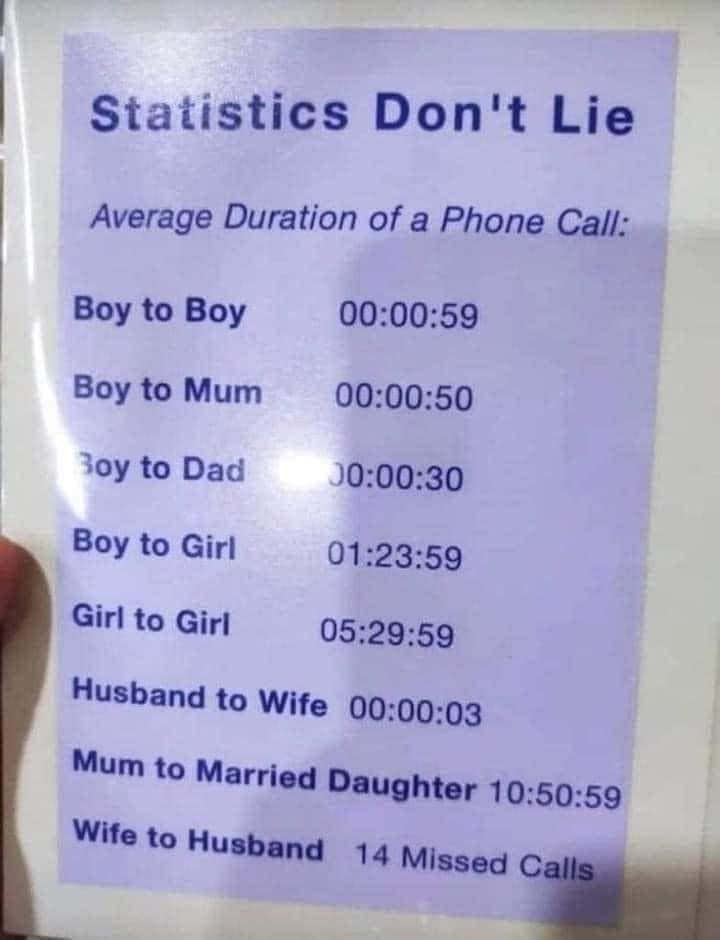 Statistics Don't Lie
Average Duration of a Phone Call:
Boy to Boy 00:00:59
Boy to Mum 00:00:50
Boy to Dad 00:00:30
Boy to Girl 01:23:59
Girl to Girl 05:29:59
Husband to Wife 00:00:03
Mum to Married Daughter 10:50:59
Wife to Husband 14 Missed Calls